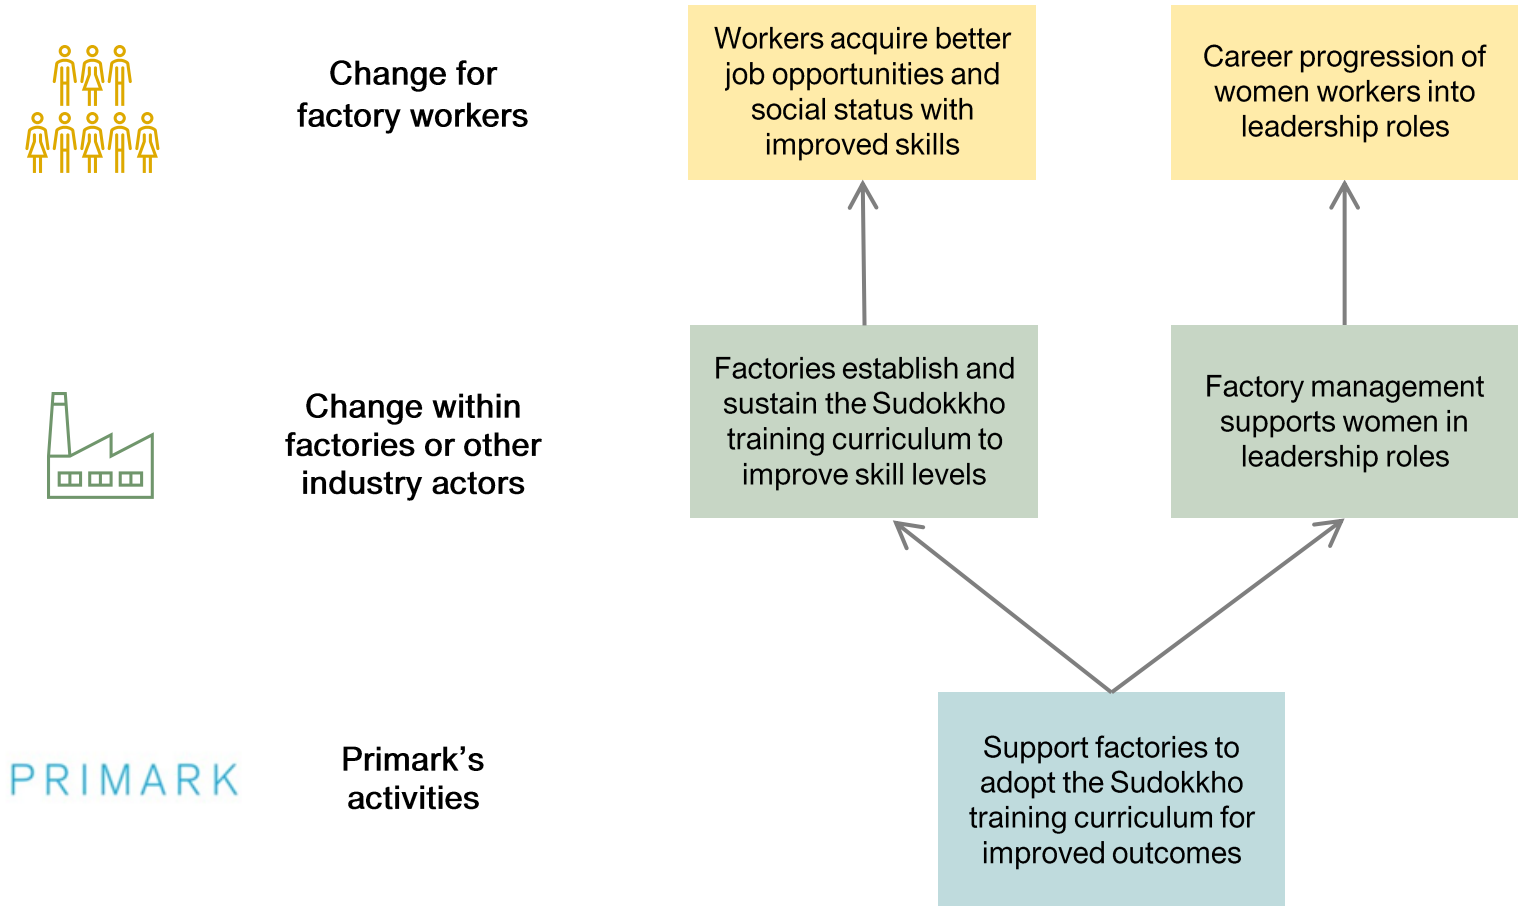 Change for
factory workers
Workers acquire better
job opportunities and
social status with
improved skills
Career progression of
women workers into
leadership roles
Change within
factories or other
industry actors
Factories establish and
sustain the Sudokkho
training curriculum to
improve skill levels
Factory management
supports women in
leadership roles
PRIMARK
Primark’s
activities
Support factories to
adopt the Sudokkho
training curriculum for
improved outcomes